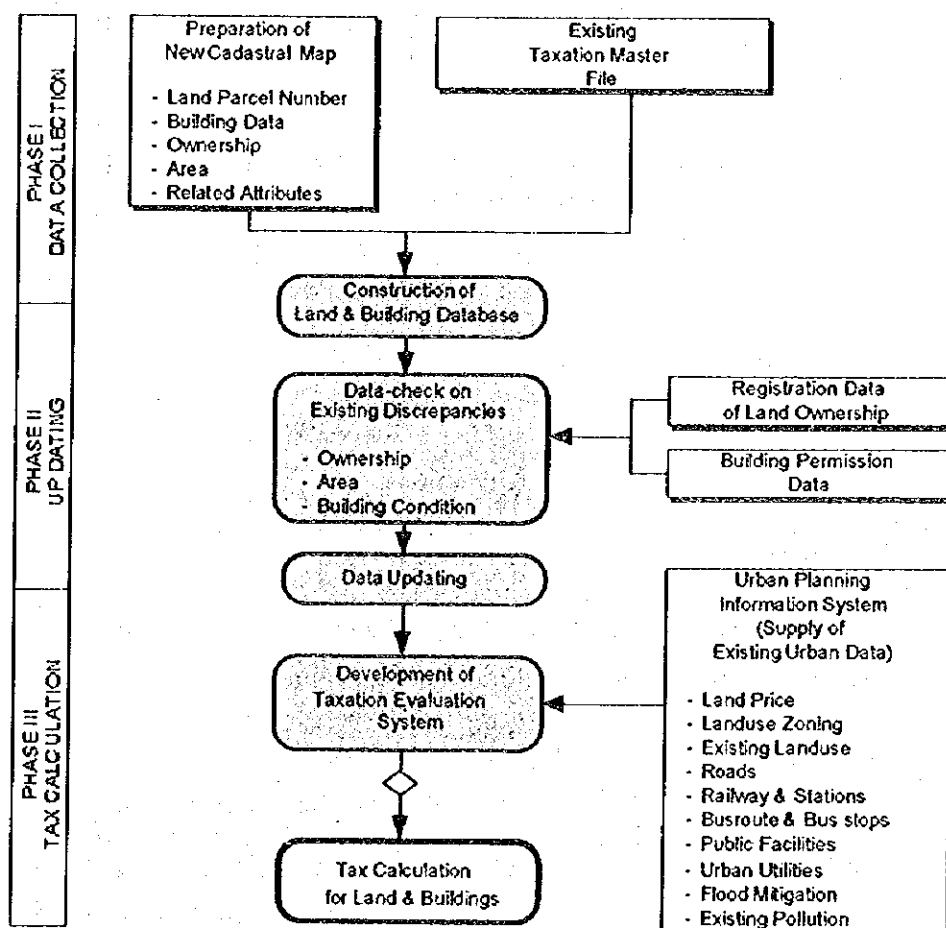 PHASE I
DATA COLLECTION
Preparation of
New Cadastral Map
- Land Parcel Number
- Building Data
- Ownership
- Area
- Related Attributes
Existing
Taxation Master
File
Construction of
Land & Building Database
PHASE II
UPDATING
Data-check on
Existing Discrepancies
- Ownership
- Area
- Building Condition
Registration Data
of Land Ownership
Building Permission
Data
Data Updating
PHASE III
TAX CALCULATION
Development of
Taxation Evaluation
System
Urban Planning
Information System
(Supply of
Existing Urban Data)
- Land Price
- Landuse Zoning
- Existing Landuse
- Roads
- Railway & Stations
- Busroute & Bus stops
- Public Facilities
- Urban Utilities
- Flood Mitigation
- Existing Pollution
Tax Calculation
for Land & Buildings